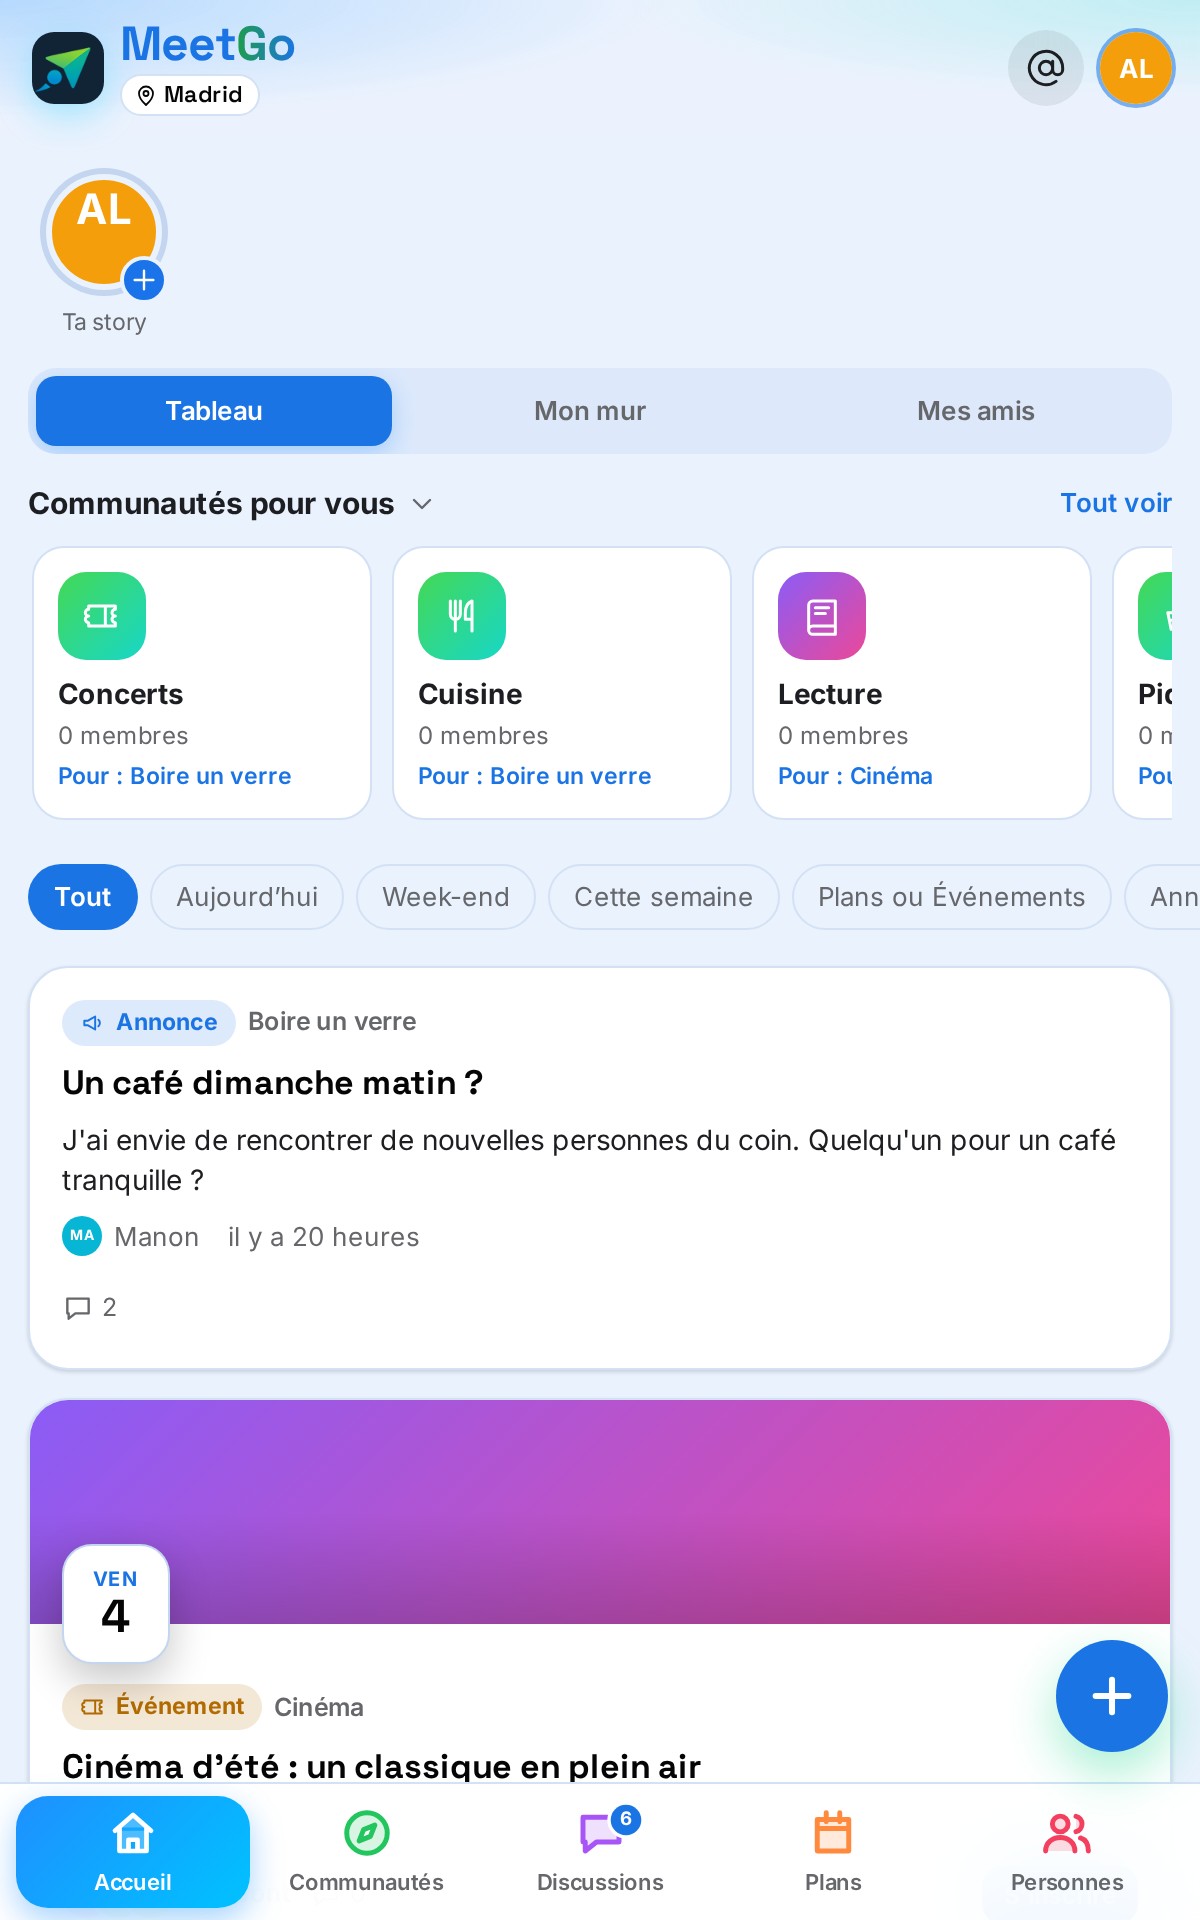 MeetGo
Madrid
@
AL
AL
Ta story
Tableau
Mon mur
Mes amis
Communautés pour vous
Tout voir
Concerts
0 membres
Pour : Boire un verre
Cuisine
0 membres
Pour : Boire un verre
Lecture
0 membres
Pour : Cinéma
Tout
Aujourd’hui
Week-end
Cette semaine
Plans ou Événements
Annonce
Boire un verre
Un café dimanche matin ?
J'ai envie de rencontrer de nouvelles personnes du coin. Quelqu'un pour un café
tranquille ?
MA
Manon
il y a 20 heures
2
VEN
4
Événement
Cinéma
Cinéma d’été : un classique en plein air
Accueil
Communautés
6
Discussions
Plans
Personnes